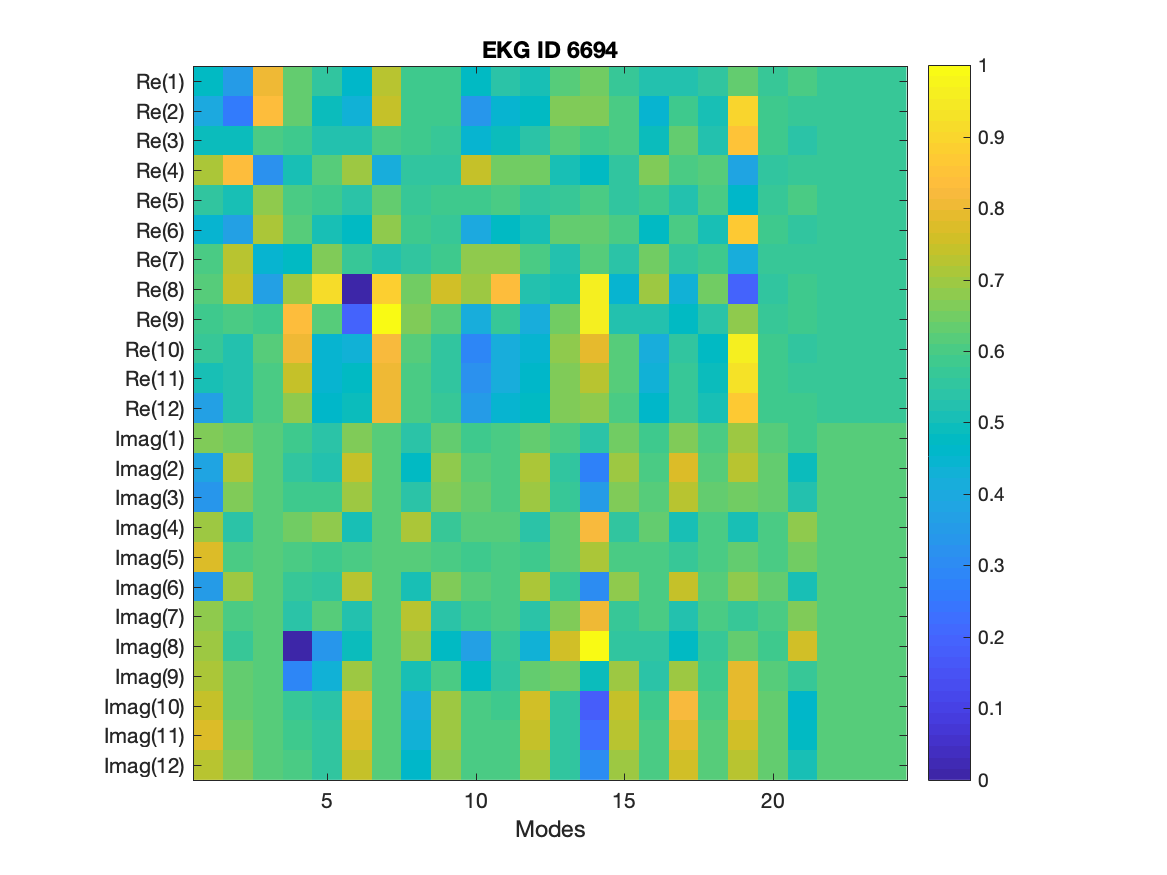 EKG ID 6694
Re(1)
Re(2)
Re(3)
Re(4)
Re(5)
Re(6)
Re(7)
Re(8)
Re(9)
Re(10)
Re(11)
Re(12)
Imag(1)
Imag(2)
Imag(3)
Imag(4)
Imag(5)
Imag(6)
Imag(7)
Imag(8)
Imag(9)
Imag(10)
Imag(11)
Imag(12)
5 10 15 20
Modes
1
0.9
0.8
0.7
0.6
0.5
0.4
0.3
0.2
0.1
0